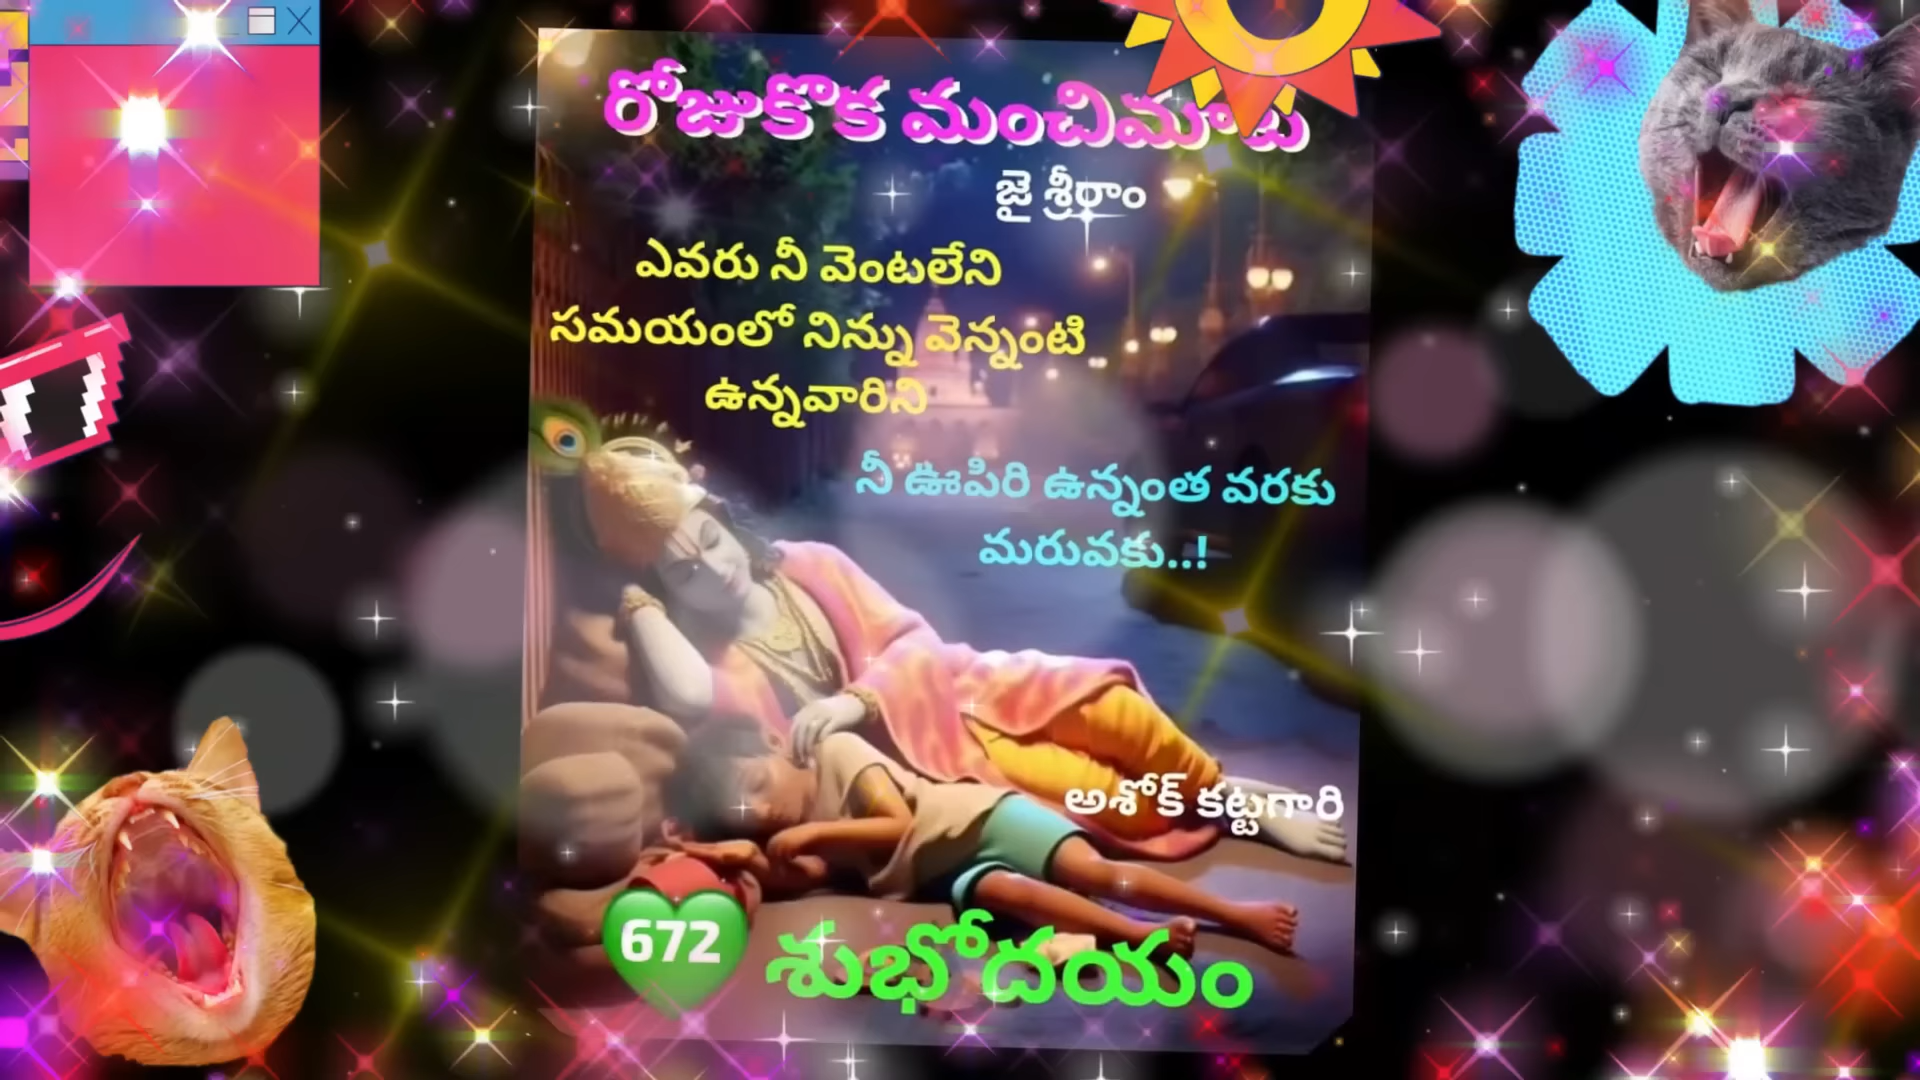 రోజుకొక మంచిమాట
జై శ్రీరాం
ఎవరు నీ వెంటలేని
సమయంలో నిన్ను వెన్నంటి
ఉన్నవారిని
నీ ఊపిరి ఉన్నంత వరకు
మరువకు..!
అశోక్ కట్టగారి
672
శుభోదయం